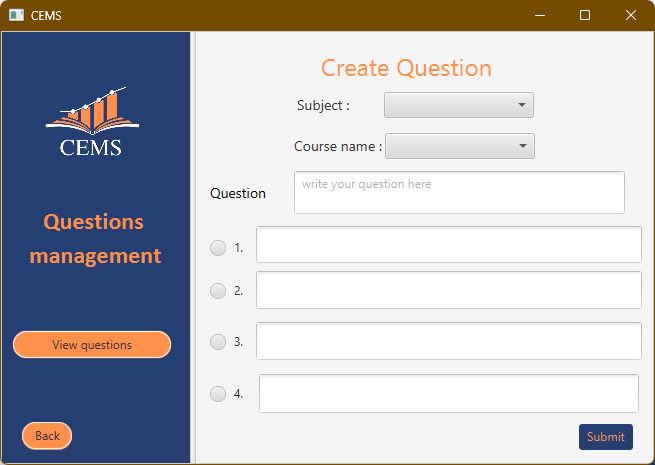 CEMS
CEMS
Questions
management
View questions
Back
Create Question
Subject :
Course name :
Question
write your question here
1.
2.
3.
4.
Submit